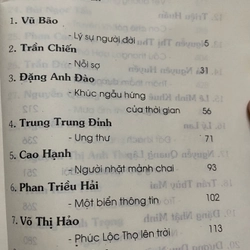 1. Vũ Bão
- Lý sự người đời 5
2. Trần Chiến
- Nỗi sợ 31
3. Đặng Anh Đào
- Khúc ngẫu hứng
của thời gian 56
4. Trung Trung Đỉnh
- Ung thư 71
5. Cao Hạnh
- Người nhặt mảnh chai 93
6. Phan Triều Hải
- Một biển thông tin 102
7. Võ Thị Hảo
- Phúc Lộc Thọ lên trời 113